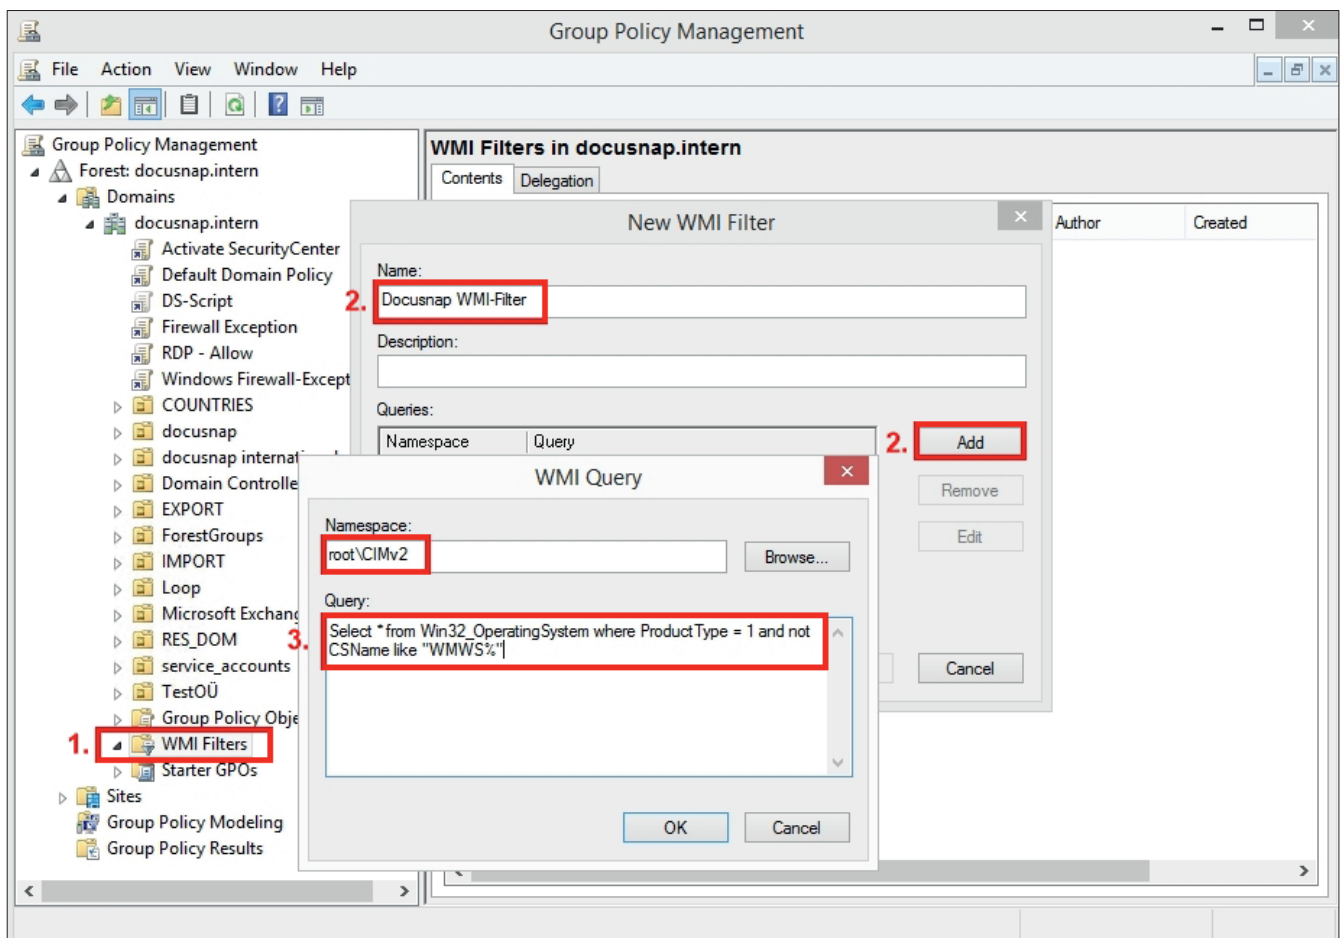 Group Policy Management
File Action View Window Help
Group Policy Management
Forest: docusnap.intern
Domains
docusnap.intern
Activate SecurityCenter
Default Domain Policy
DS-Script
Firewall Exception
RDP - Allow
Windows Firewall-Except
COUNTRIES
docusnap
docusnap internat
Domain Controlle
EXPORT
ForestGroups
IMPORT
Loop
Microsoft Exchang
RES_DOM
service_accounts
TestOÜ
Group Policy Obje
1. WMI Filters
Starter GPOs
Sites
Group Policy Modeling
Group Policy Results
WMI Filters in docusnap.intern
Contents Delegation
Author Created
New WMI Filter
Name:
2. Docusnap WMI-Filter
Description:
Queries:
Namespace Query
2. Add
Remove
Edit
Cancel
WMI Query
Namespace:
root\CIMv2
Browse...
Query:
3. Select * from Win32_OperatingSystem where ProductType = 1 and not
CSName like "WMWS%"
OK Cancel